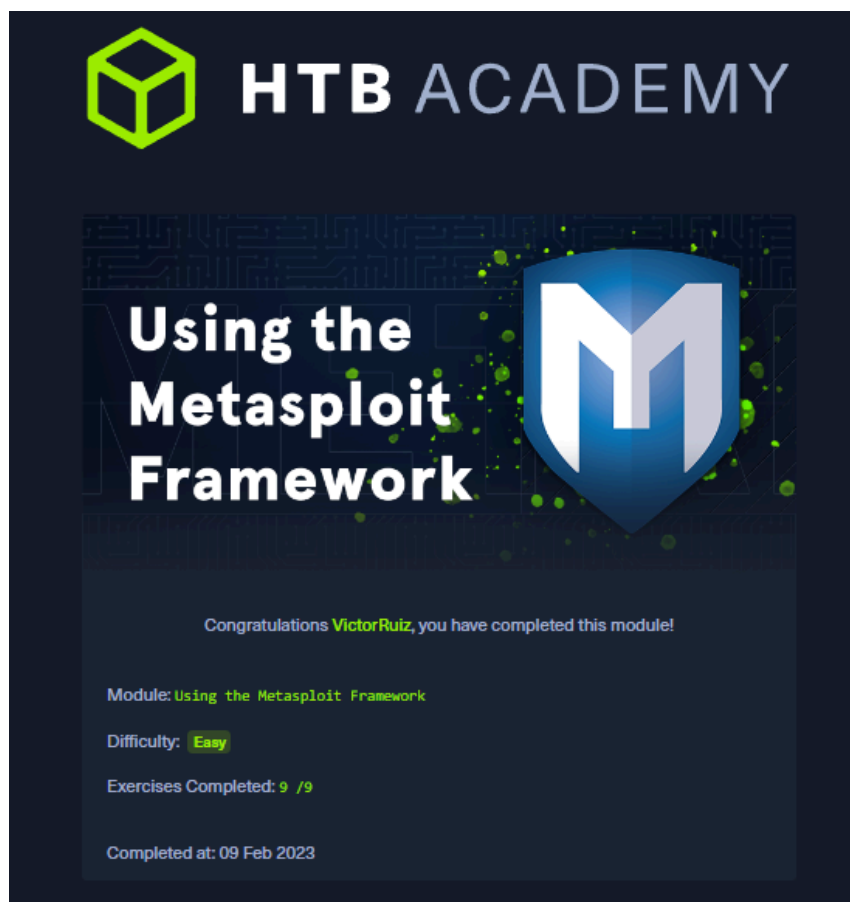 HTB ACADEMY
Using the
Metasploit
Framework
Congratulations VictorRuiz, you have completed this module!
Module: Using the Metasploit Framework
Difficulty: Easy
Exercises Completed: 9 /9
Completed at: 09 Feb 2023